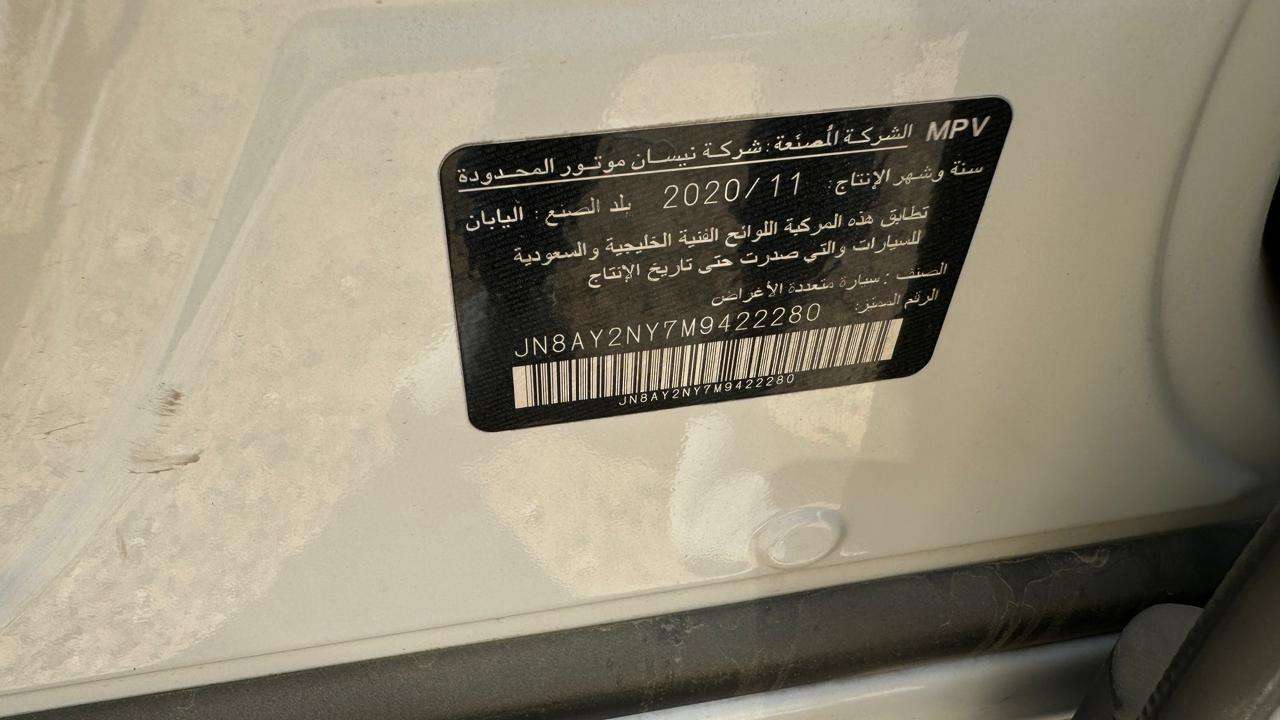 MPV الشركة المُصنَعة: شركة نيسان موتور المحدودة
سنة وشهر الإنتاج: 2020/11 بلد الصنع: اليابان
تطابق هذه المركبة اللوائح الفنية الخليجية والسعودية
للسيارات والتي صدرت حتى تاريخ الإنتاج
الصنف: سيارة متعددة الأغراض
الرقم المميز:
JN8AY2NY7M9422280
JN8AY2NY7M9422280